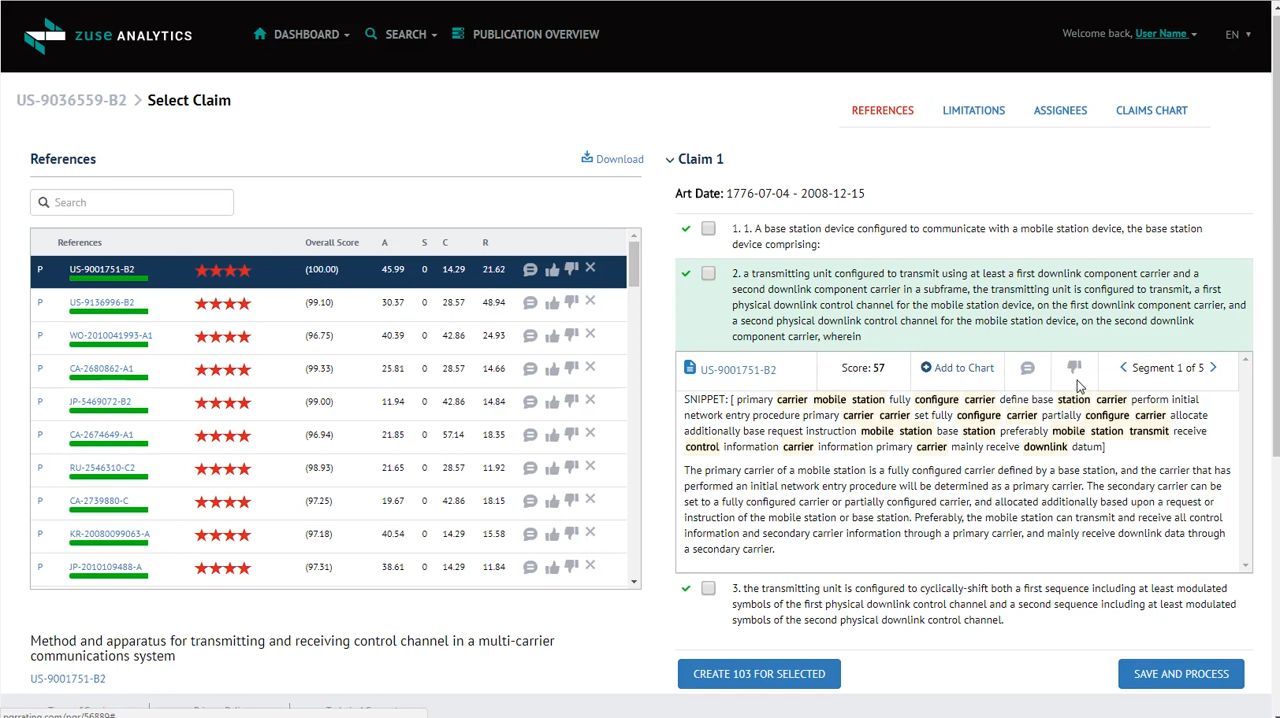 zuse ANALYTICS
DASHBOARD
SEARCH
PUBLICATION OVERVIEW
Welcome back, User Name
EN
US-9036559-B2 > Select Claim
REFERENCES
LIMITATIONS
ASSIGNEES
CLAIMS CHART
References
Download
Search
References Overall Score A S C R
P US-9001751-B2 (100.00) 45.99 0 14.29 21.62
P US-9136996-B2 (99.10) 30.37 0 28.57 48.94
P WO-2010041993-A1 (96.75) 40.39 0 42.86 24.93
P CA-2680862-A1 (99.33) 25.81 0 28.57 14.66
P JP-5469072-B2 (99.00) 11.94 0 42.86 14.84
P CA-2674649-A1 (96.94) 21.85 0 57.14 18.35
P RU-2546310-C2 (98.93) 21.65 0 28.57 11.92
P CA-2739880-C (97.25) 19.67 0 42.86 18.15
P KR-20080099063-A (97.18) 40.54 0 14.29 15.58
P JP-2010109488-A (97.31) 38.61 0 14.29 11.84
Method and apparatus for transmitting and receiving control channel in a multi-carrier
communications system
US-9001751-B2
Claim 1
Art Date: 1776-07-04 - 2008-12-15
1. 1. A base station device configured to communicate with a mobile station device, the base station
device comprising:
2. a transmitting unit configured to transmit using at least a first downlink component carrier and a
second downlink component carrier in a subframe, the transmitting unit is configured to transmit, a first
physical downlink control channel for the mobile station device, on the first downlink component carrier, and
a second physical downlink control channel for the mobile station device, on the second downlink
component carrier, wherein
US-9001751-B2
Score: 57
Add to Chart
Segment 1 of 5
SNIPPET: [ primary carrier mobile station fully configure carrier define base station carrier perform initial
network entry procedure primary carrier carrier set fully configure carrier partially configure carrier allocate
additionally base request instruction mobile station base station preferably mobile station transmit receive
control information carrier information primary carrier mainly receive downlink datum]
The primary carrier of a mobile station is a fully configured carrier defined by a base station, and the carrier that has
performed an initial network entry procedure will be determined as a primary carrier. The secondary carrier can be
set to a fully configured carrier or partially configured carrier, and allocated additionally based upon a request or
instruction of the mobile station or base station. Preferably, the mobile station can transmit and receive all control
information and secondary carrier information through a primary carrier, and mainly receive downlink data through
a secondary carrier.
3. the transmitting unit is configured to cyclically-shift both a first sequence including at least modulated
symbols of the first physical downlink control channel and a second sequence including at least modulated
symbols of the second physical downlink control channel.
CREATE 103 FOR SELECTED
SAVE AND PROCESS